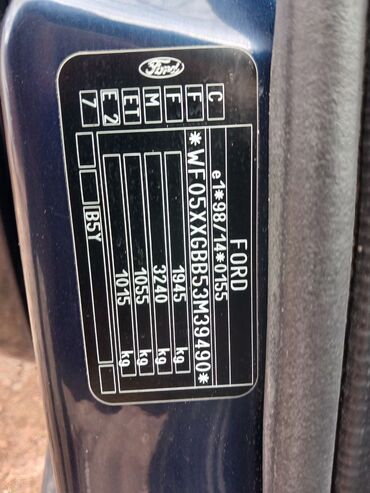 Ford
FORD
e1*98/14*0155
*WF05XXGBB53M39490*
1945 kg
3240 kg
1055 kg
1015 kg
C F F M ET E2 7
B5Y